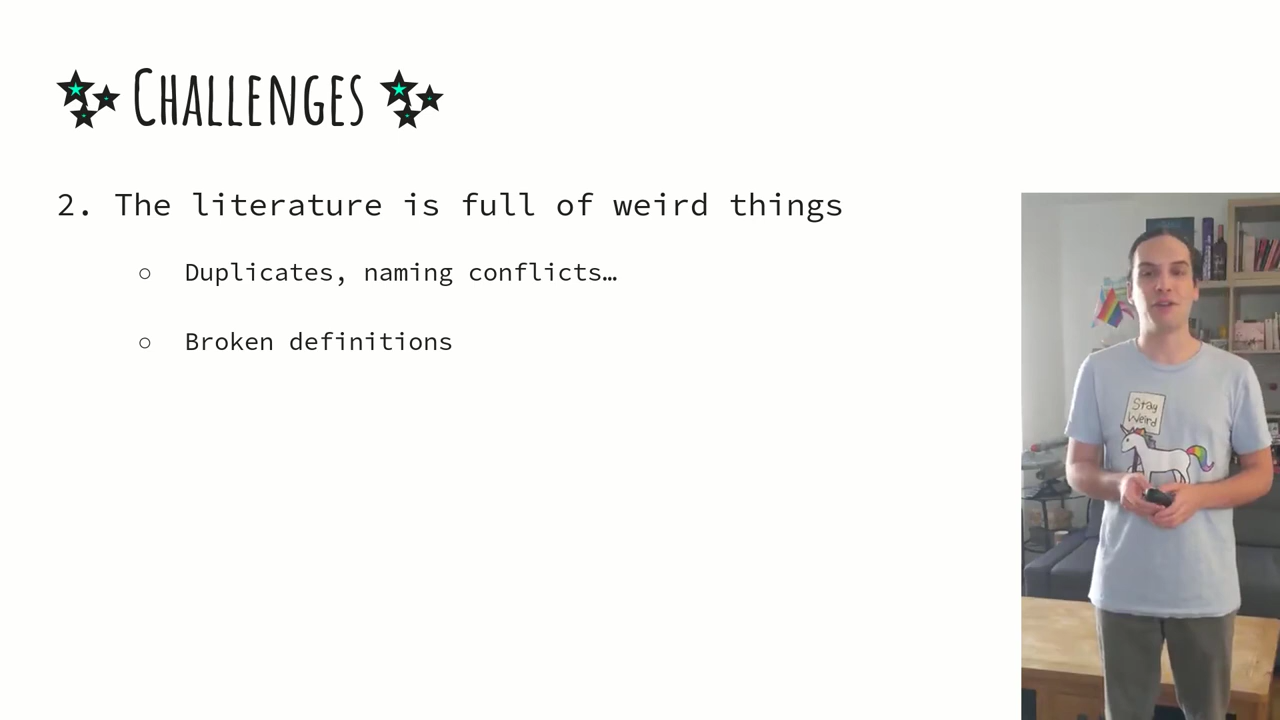 Challenges
2. The literature is full of weird things
○ Duplicates, naming conflicts…
○ Broken definitions
Stay
Weird